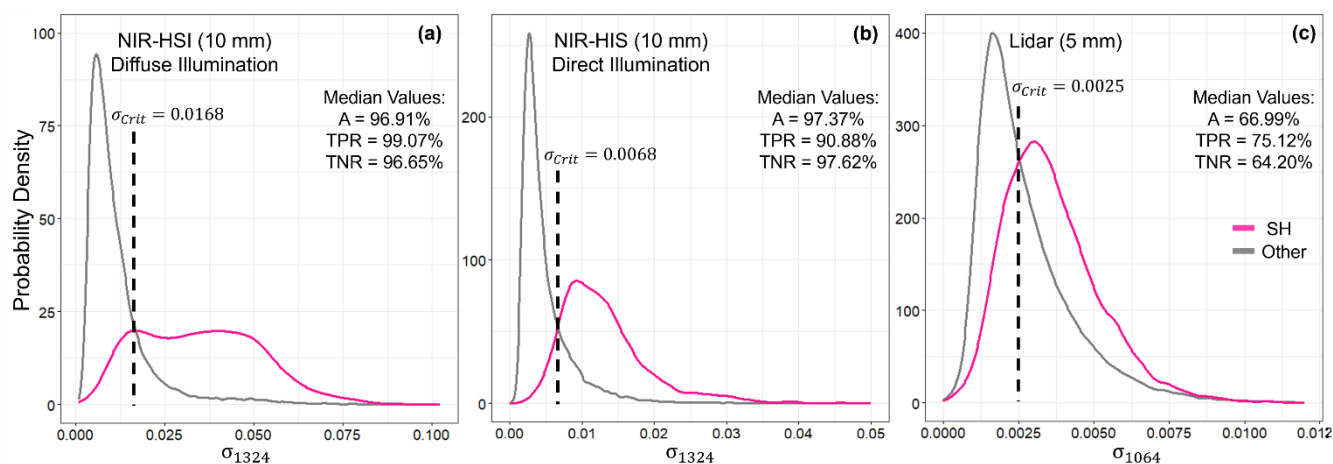 Probability Density
(a)
NIR-HSI (10 mm)
Diffuse Illumination
σCrit = 0.0168
Median Values:
A = 96.91%
TPR = 99.07%
TNR = 96.65%
100
75
50
25
0
0.000 0.025 0.050 0.075 0.100
σ1324
(b)
NIR-HIS (10 mm)
Direct Illumination
σCrit = 0.0068
Median Values:
A = 97.37%
TPR = 90.88%
TNR = 97.62%
200
100
0
0.00 0.01 0.02 0.03 0.04 0.05
σ1324
(c)
Lidar (5 mm)
σCrit = 0.0025
Median Values:
A = 66.99%
TPR = 75.12%
TNR = 64.20%
SH
Other
400
300
200
100
0
0.0000 0.0025 0.0050 0.0075 0.0100 0.012
σ1064